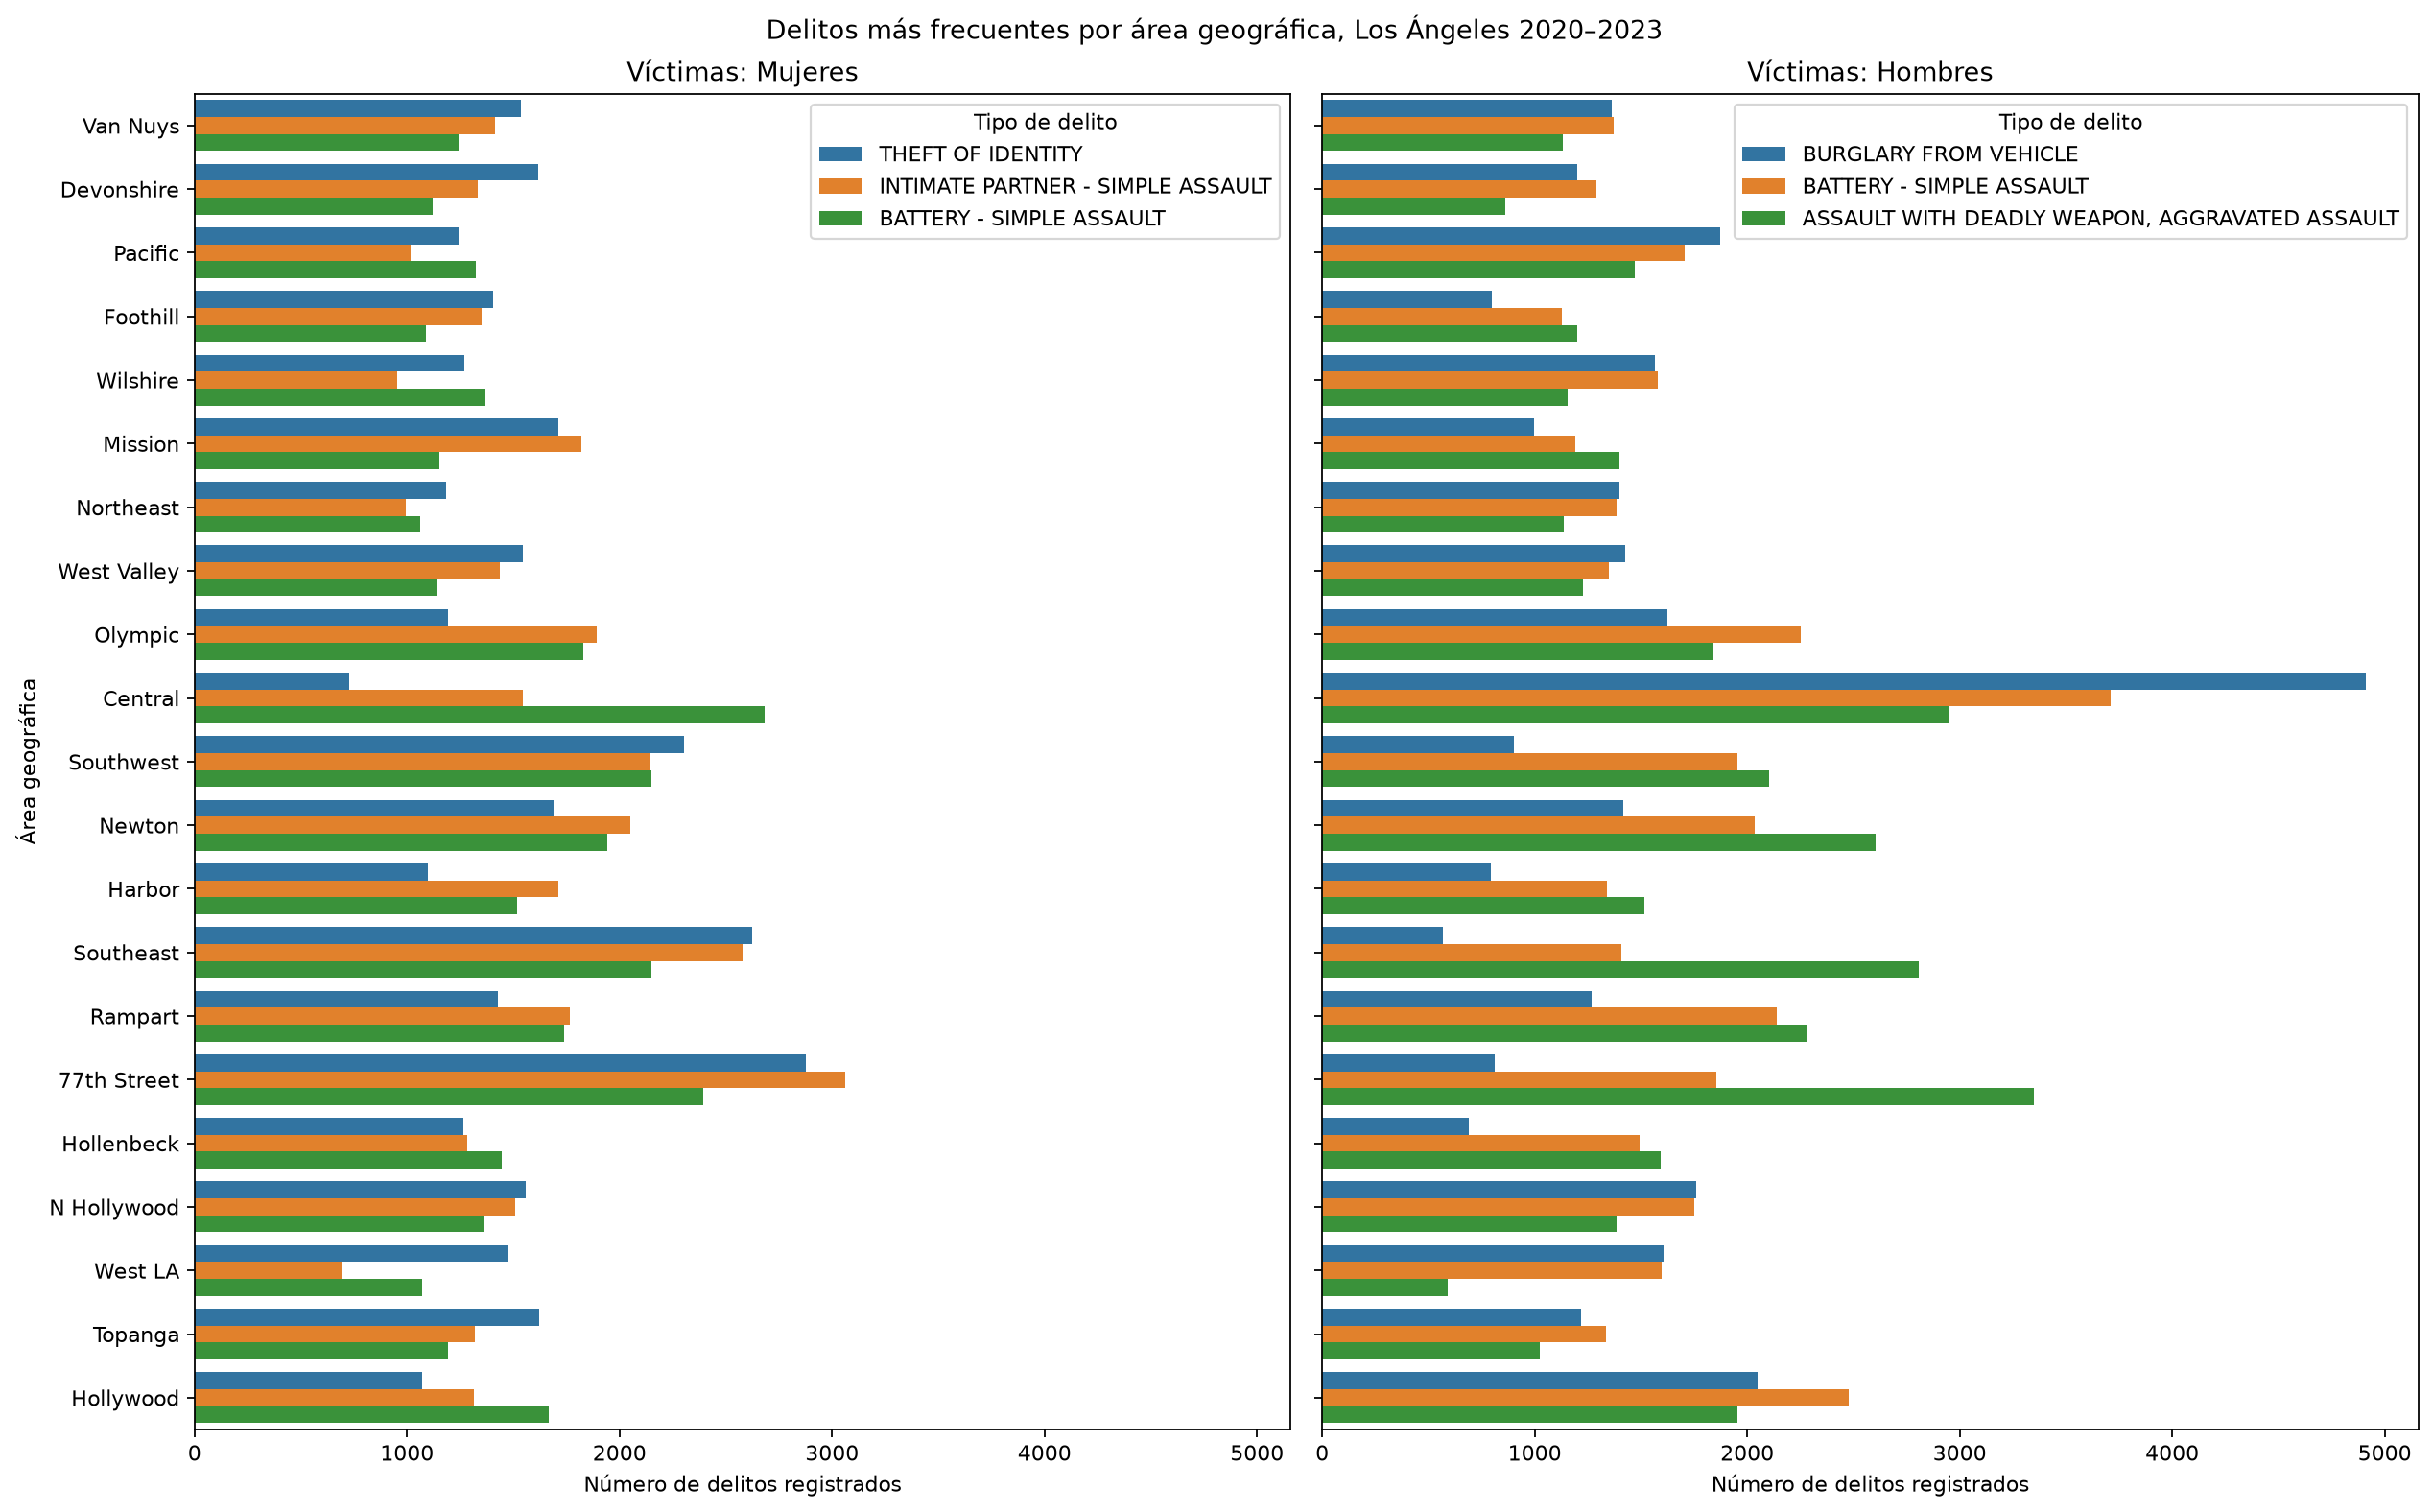 Delitos más frecuentes por área geográfica, Los Ángeles 2020–2023
Víctimas: Mujeres
Víctimas: Hombres
Tipo de delito
THEFT OF IDENTITY
INTIMATE PARTNER - SIMPLE ASSAULT
BATTERY - SIMPLE ASSAULT
Tipo de delito
BURGLARY FROM VEHICLE
BATTERY - SIMPLE ASSAULT
ASSAULT WITH DEADLY WEAPON, AGGRAVATED ASSAULT
Área geográfica
Van Nuys
Devonshire
Pacific
Foothill
Wilshire
Mission
Northeast
West Valley
Olympic
Central
Southwest
Newton
Harbor
Southeast
Rampart
77th Street
Hollenbeck
N Hollywood
West LA
Topanga
Hollywood
0 1000 2000 3000 4000 5000
Número de delitos registrados
0 1000 2000 3000 4000 5000
Número de delitos registrados